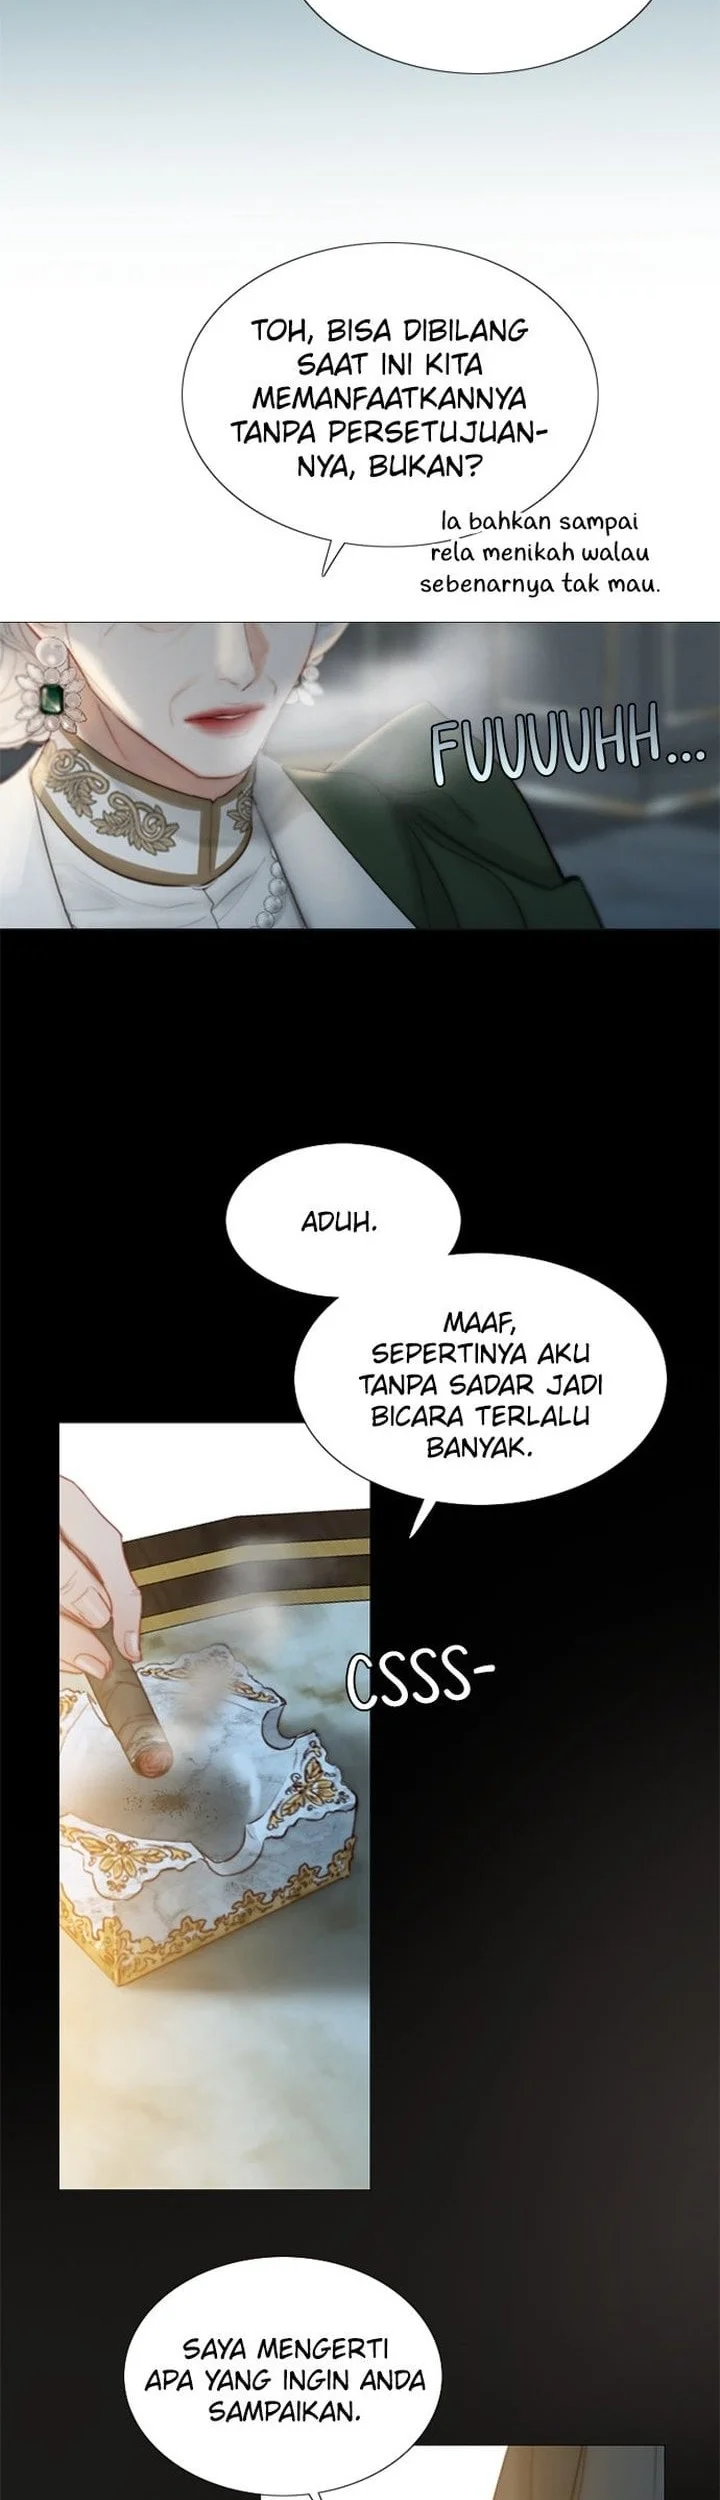 TOH, BISA DIBILANG
SAAT INI KITA
MEMANFAATKANNYA
TANPA PERSETUJUAN-
NYA, BUKAN?
Ia bahkan sampai
rela menikah walau
sebenarnya tak mau.
FUUUUHH...
ADUH.
MAAF,
SEPERTINYA AKU
TANPA SADAR JADI
BICARA TERLALU
BANYAK.
CSSS-
SAYA MENGERTI
APA YANG INGIN ANDA
SAMPAIKAN.